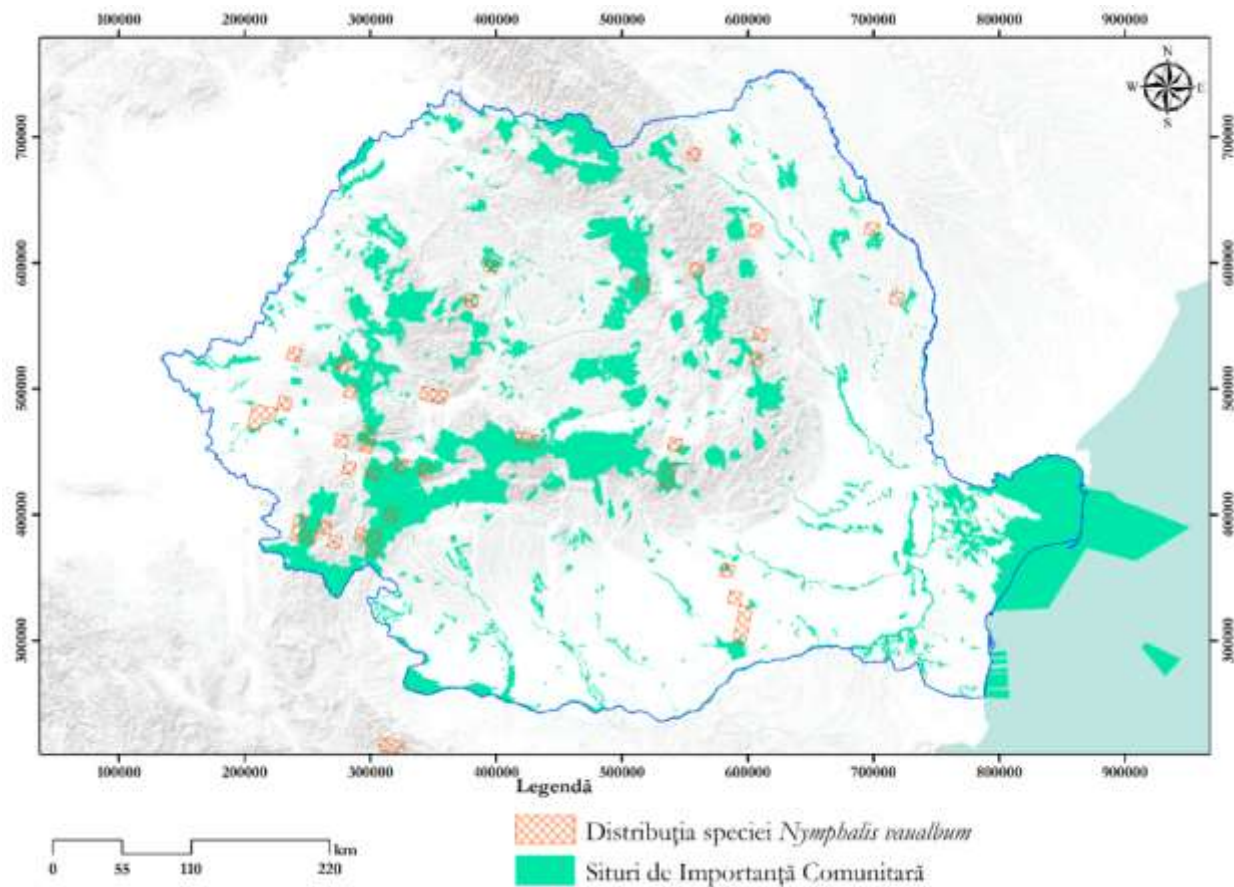 100000 200000 300000 400000 500000 600000 700000 800000 900000
N
W E
S
700000 700000
600000 600000
500000 500000
400000 400000
300000 300000
100000 200000 300000 400000 500000 600000 700000 800000 900000
Legendă
Distribuția speciei Nymphalis vaualbum
km
0 55 110 220
Situri de Importanță Comunitară